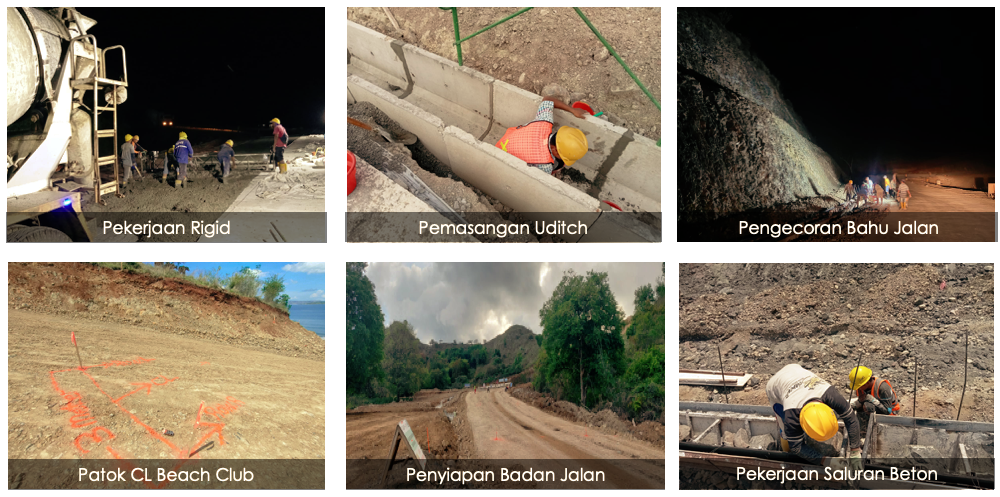 Pekerjaan Rigid
Pemasangan Uditch
Pengecoran Bahu Jalan
Patok CL Beach Club
Penyiapan Badan Jalan
Pekerjaan Saluran Beton